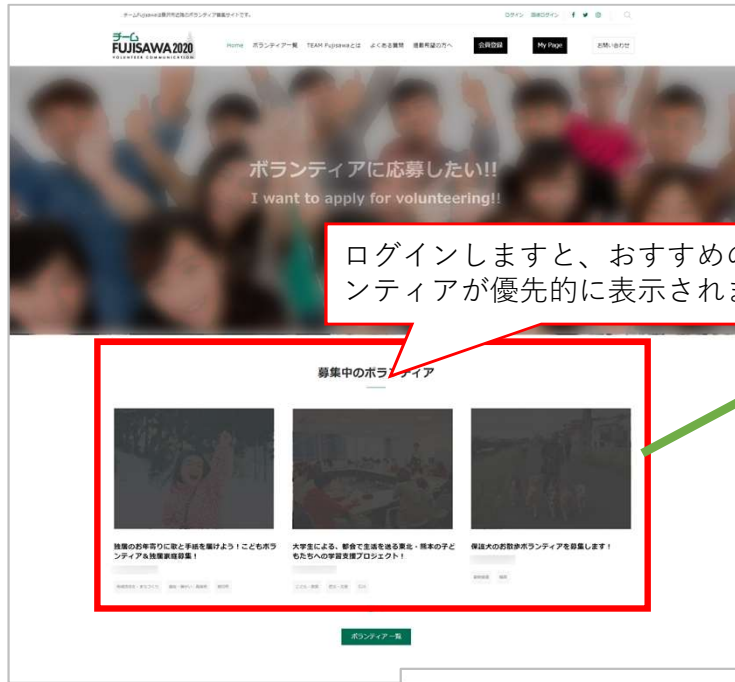 チームFujisawaは藤沢市近隣のボランティア募集サイトです。
ログイン 団体ログイン
チーム
FUJISAWA2020
VOLUNTEER COMMUNICATION
Home ボランティア一覧 TEAM Fujisawaとは よくある質問 掲載希望の方へ 会員登録 My Page お問い合わせ
ボランティアに応募したい!!
I want to apply for volunteering!!
ログインしますと、おすすめの
ンティアが優先的に表示されま
募集中のボランティア
独居のお年寄りに歌と手紙を届けよう！こどもボラ
ンティア&独居家庭募集！
大学生による、都会で生活を送る東北・熊本の子ど
もたちへの学習支援プロジェクト！
保護犬のお散歩ボランティアを募集します！
ボランティア一覧